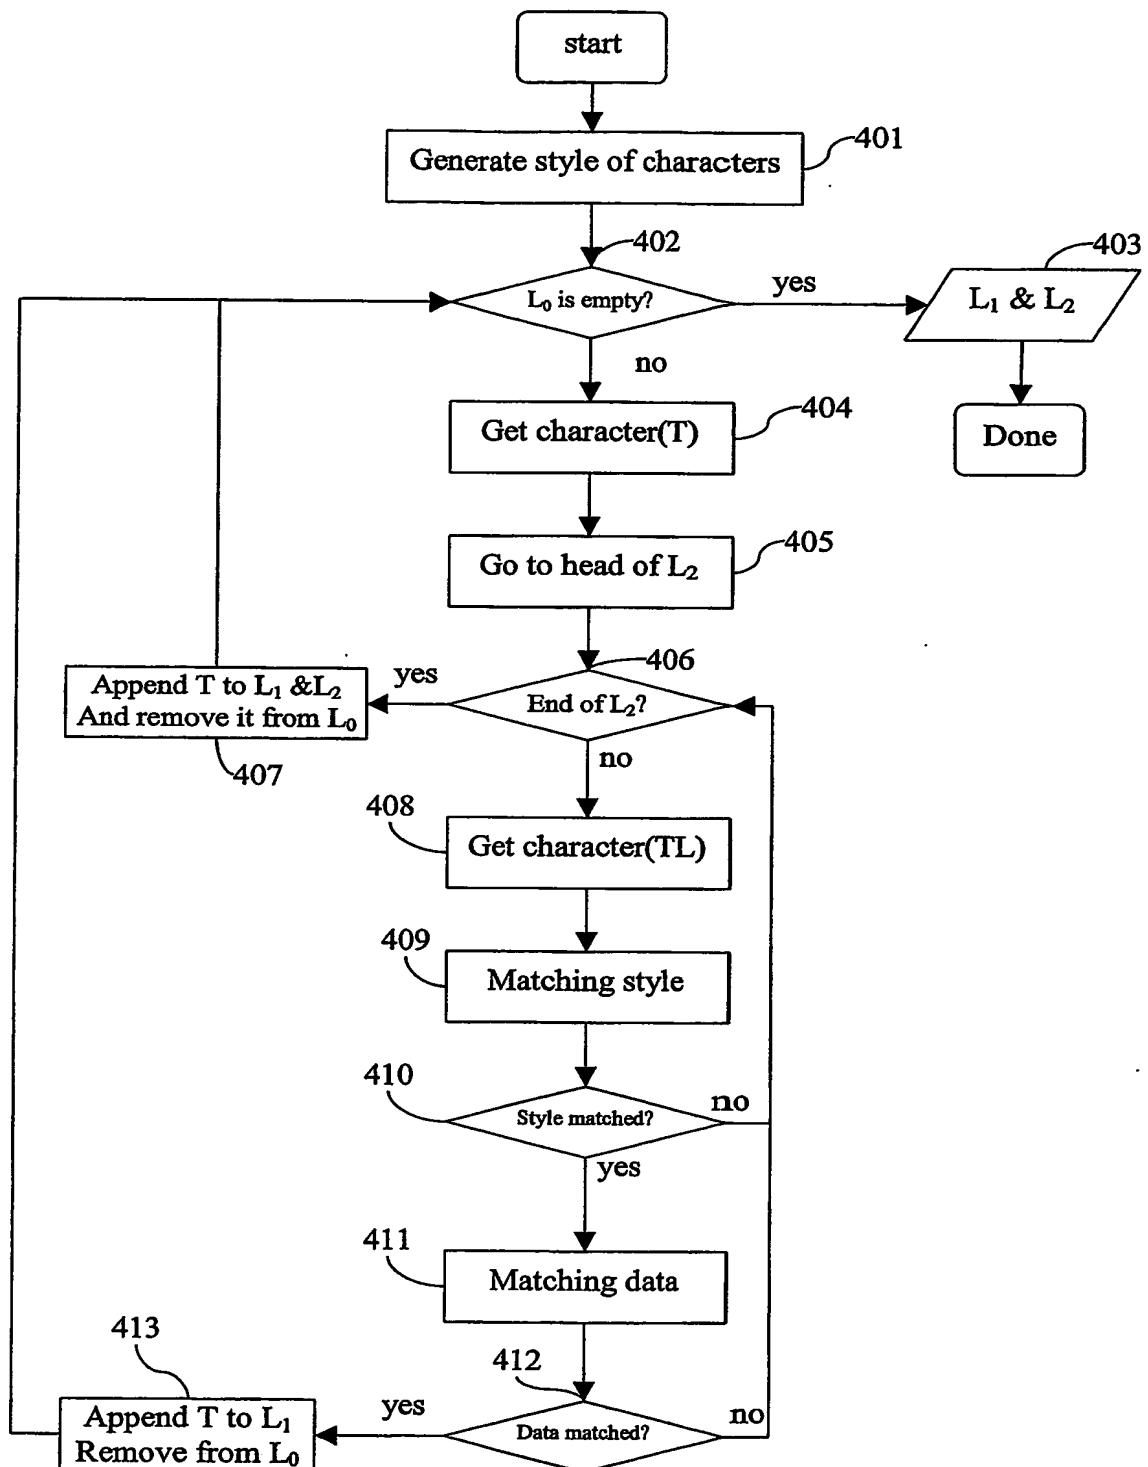 start
Generate style of characters
401
402
403
L₀ is empty?
yes
L₁ & L₂
no
Get character(T)
404
Done
Go to head of L₂
405
406
Append T to L₁ &L₂
And remove it from L₀
yes
End of L₂?
407
no
408
Get character(TL)
409
Matching style
410
Style matched?
no
yes
411
Matching data
413
412
Append T to L₁
Remove from L₀
yes
Data matched?
no